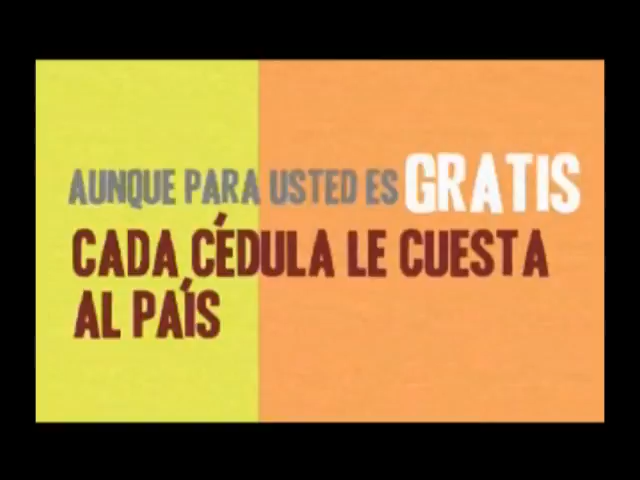 AUNQUE PARA USTED ES GRATIS
CADA CÉDULA LE CUESTA
AL PAÍS